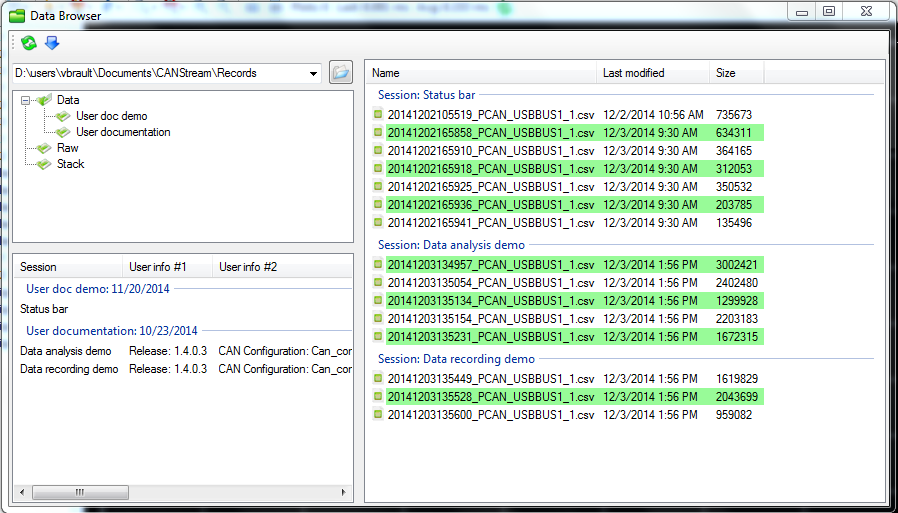 Data Browser
D:\users\vbrault\Documents\CANStream\Records
Data
User doc demo
User documentation
Raw
Stack
Session User info #1 User info #2
User doc demo: 11/20/2014
Status bar
User documentation: 10/23/2014
Data analysis demo Release: 1.4.0.3 CAN Configuration: Can_cor
Data recording demo Release: 1.4.0.3 CAN Configuration: Can_cor
Name Last modified Size
Session: Status bar
20141202105519_PCAN_USBBUS1_1.csv 12/2/2014 10:56 AM 735673
20141202165858_PCAN_USBBUS1_1.csv 12/3/2014 9:30 AM 634311
20141202165910_PCAN_USBBUS1_1.csv 12/3/2014 9:30 AM 364165
20141202165918_PCAN_USBBUS1_1.csv 12/3/2014 9:30 AM 312053
20141202165925_PCAN_USBBUS1_1.csv 12/3/2014 9:30 AM 350532
20141202165936_PCAN_USBBUS1_1.csv 12/3/2014 9:30 AM 203785
20141202165941_PCAN_USBBUS1_1.csv 12/3/2014 9:30 AM 135496
Session: Data analysis demo
20141203134957_PCAN_USBBUS1_1.csv 12/3/2014 1:56 PM 3002421
20141203135054_PCAN_USBBUS1_1.csv 12/3/2014 1:56 PM 2402480
20141203135134_PCAN_USBBUS1_1.csv 12/3/2014 1:56 PM 1299928
20141203135154_PCAN_USBBUS1_1.csv 12/3/2014 1:56 PM 2203183
20141203135231_PCAN_USBBUS1_1.csv 12/3/2014 1:56 PM 1672315
Session: Data recording demo
20141203135449_PCAN_USBBUS1_1.csv 12/3/2014 1:56 PM 1619829
20141203135528_PCAN_USBBUS1_1.csv 12/3/2014 1:56 PM 2043699
20141203135600_PCAN_USBBUS1_1.csv 12/3/2014 1:56 PM 959082